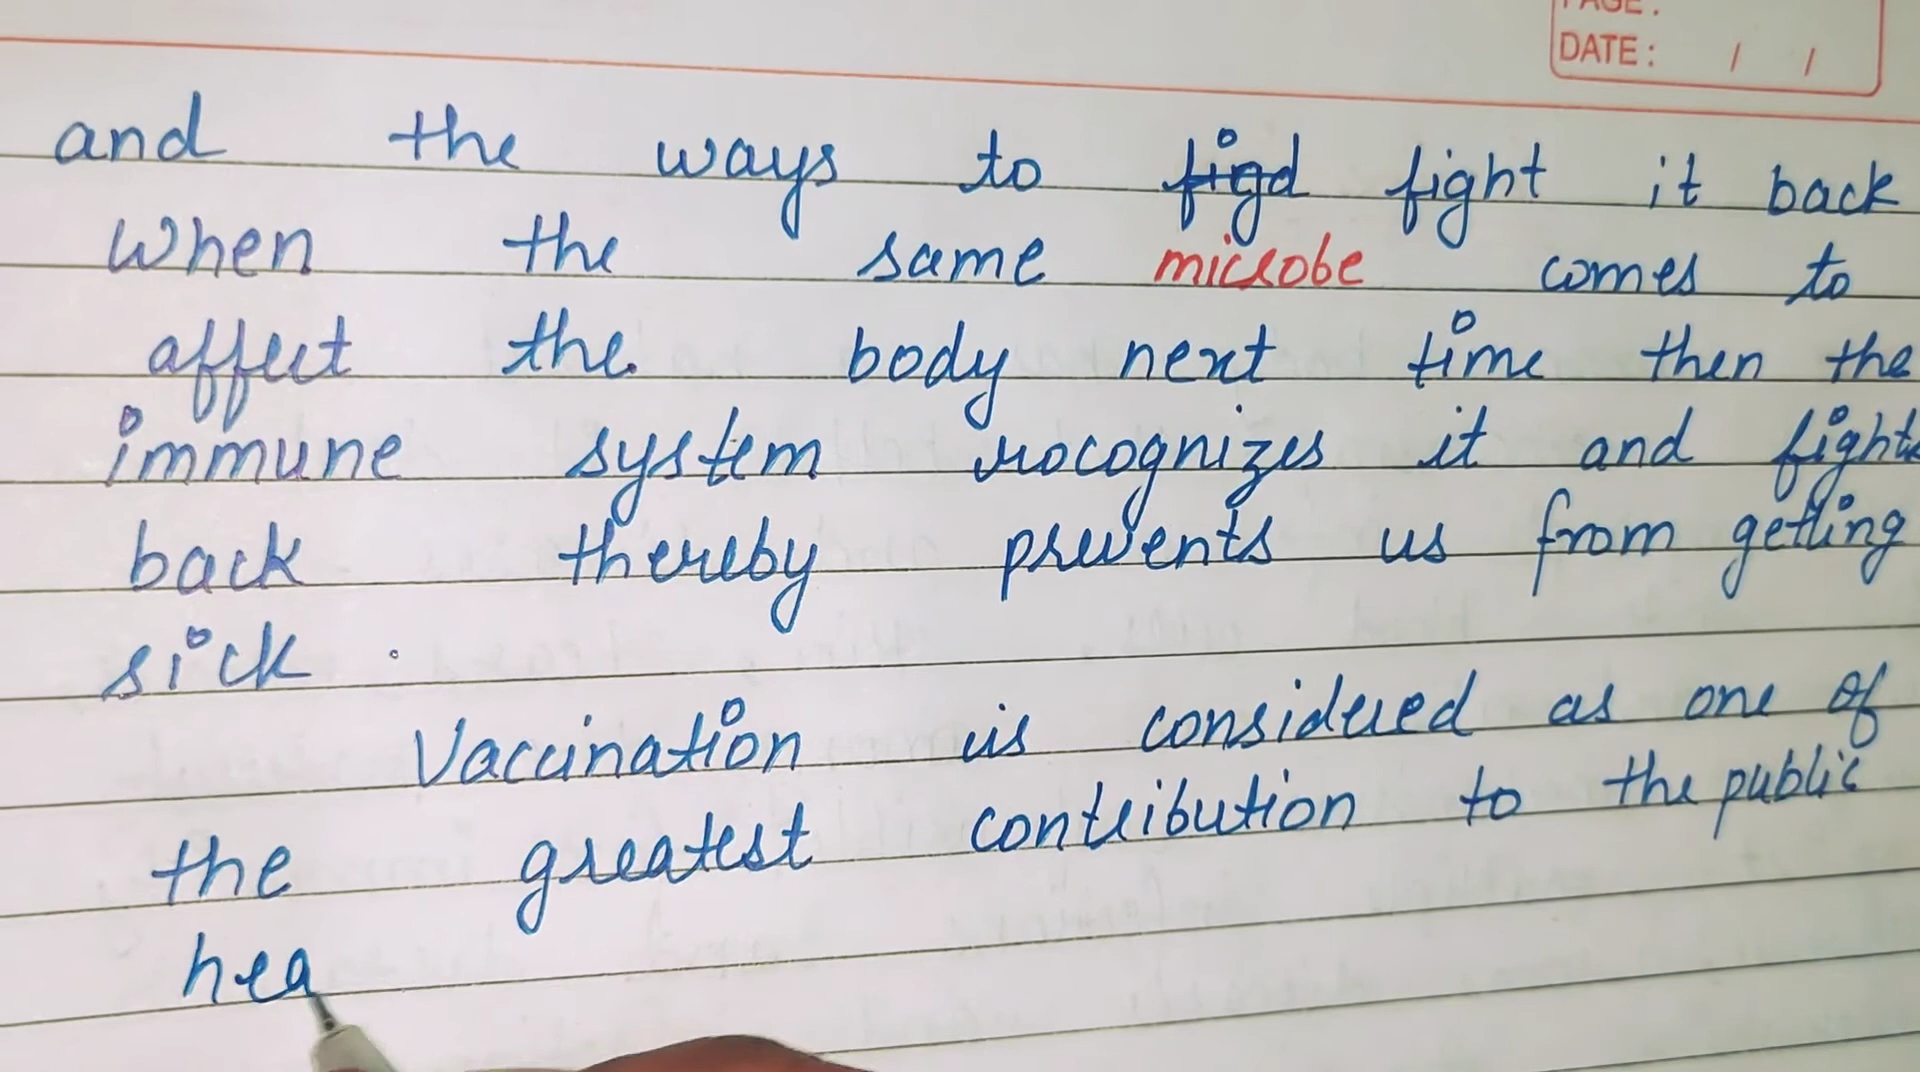 PAGE:
DATE: / /
and the ways to figd fight it back
when the same microbe comes to
affect the body next time then the
immune system rocognizes it and fights
back thereby prevents us from getting
sick.
Vaccination is considered as one of
the greatest contribution to the public
hea